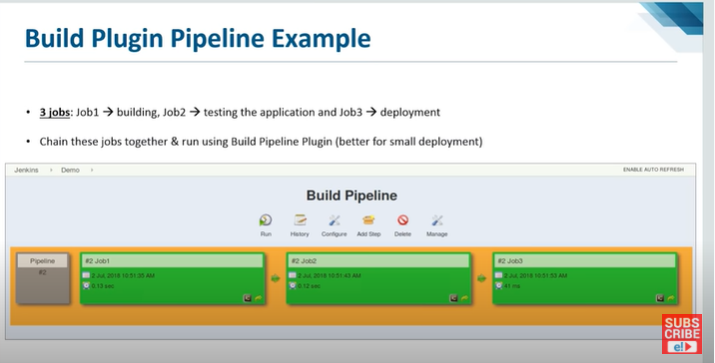 Build Plugin Pipeline Example
• 3 jobs: Job1 → building, Job2 → testing the application and Job3 → deployment
• Chain these jobs together & run using Build Pipeline Plugin (better for small deployment)
Jenkins › Demo › ENABLE AUTO REFRESH
Build Pipeline
Run History Configure Add Step Delete Manage
Pipeline #2 Job1 #2 Job2 #2 Job3
#2 2 Jul, 2018 10:51:35 AM 2 Jul, 2018 10:51:43 AM 2 Jul, 2018 10:51:53 AM
0.13 sec 0.12 sec 41 ms
SUBS
CRIBE
e!